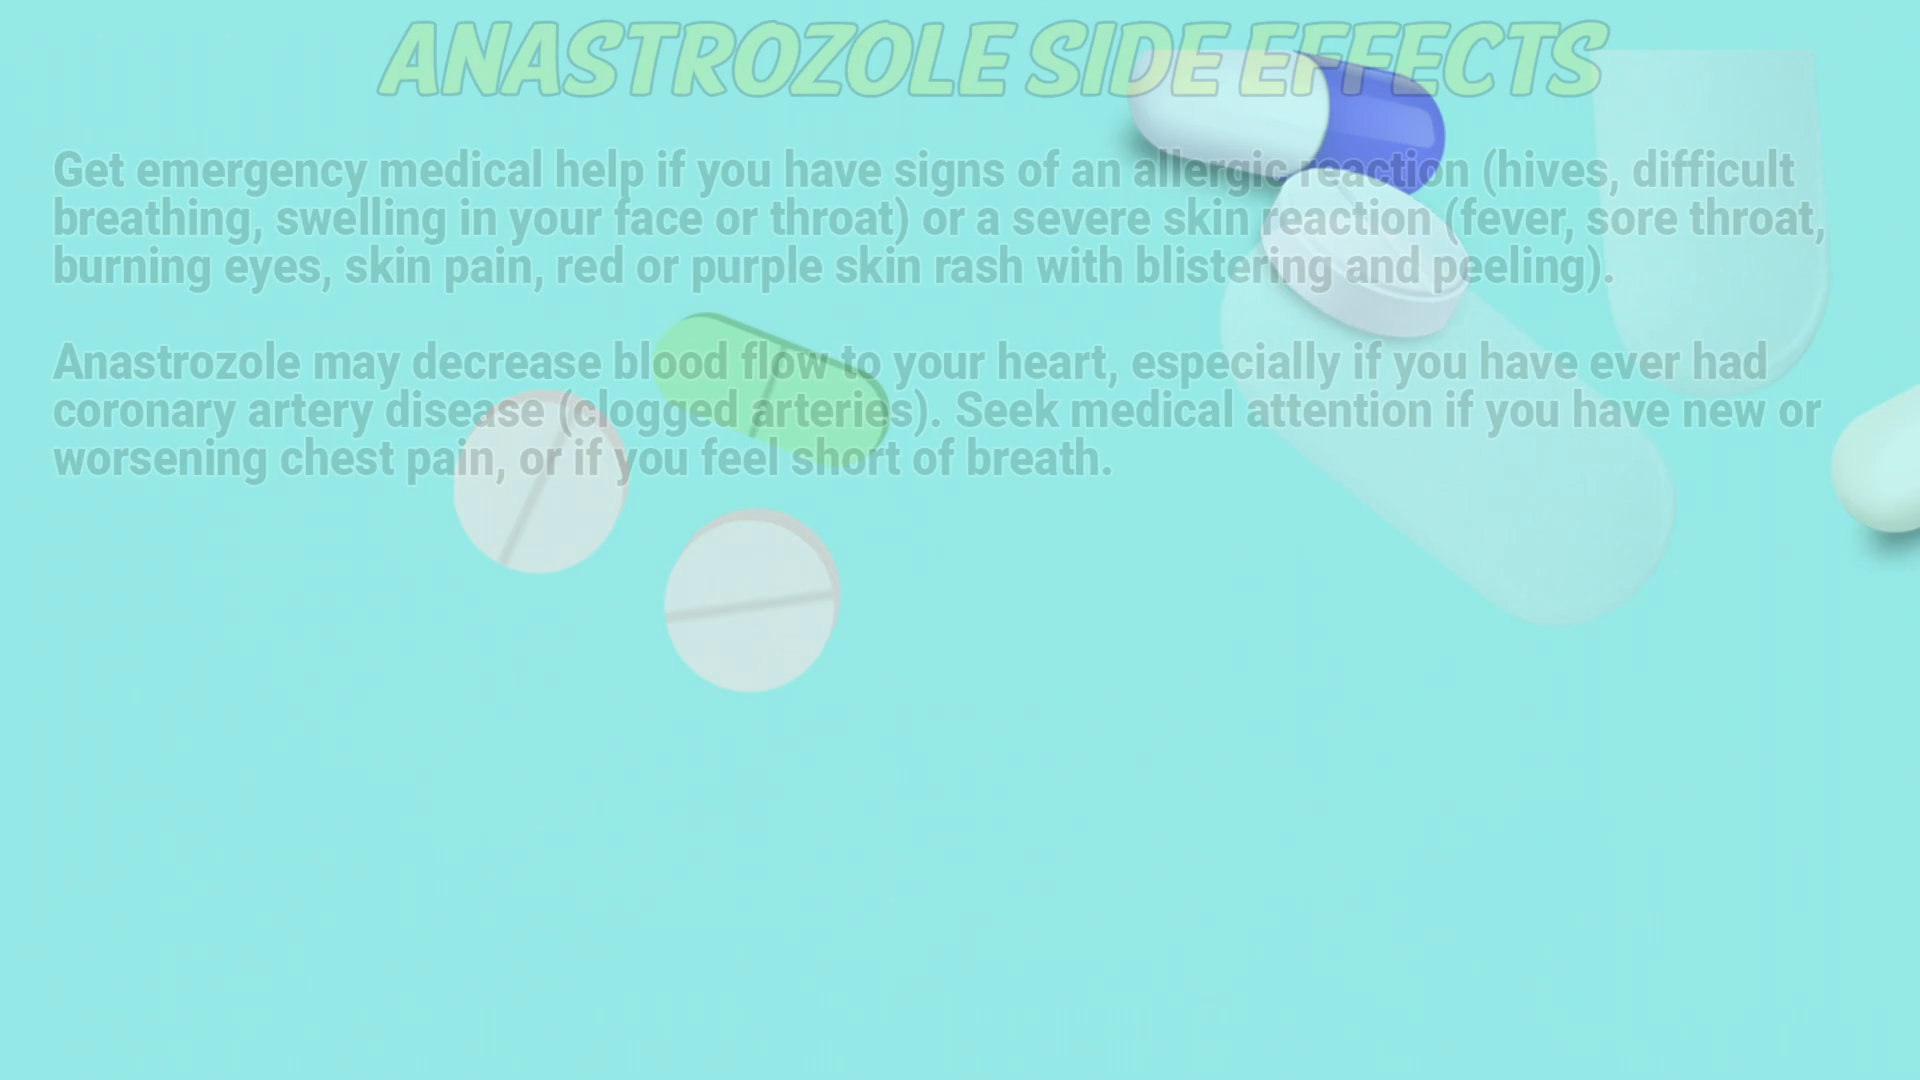 ANASTROZOLE SIDE EFFECTS
Get emergency medical help if you have signs of an allergic reaction (hives, difficult
breathing, swelling in your face or throat) or a severe skin reaction (fever, sore throat,
burning eyes, skin pain, red or purple skin rash with blistering and peeling).
Anastrozole may decrease blood flow to your heart, especially if you have ever had
coronary artery disease (clogged arteries). Seek medical attention if you have new or
worsening chest pain, or if you feel short of breath.